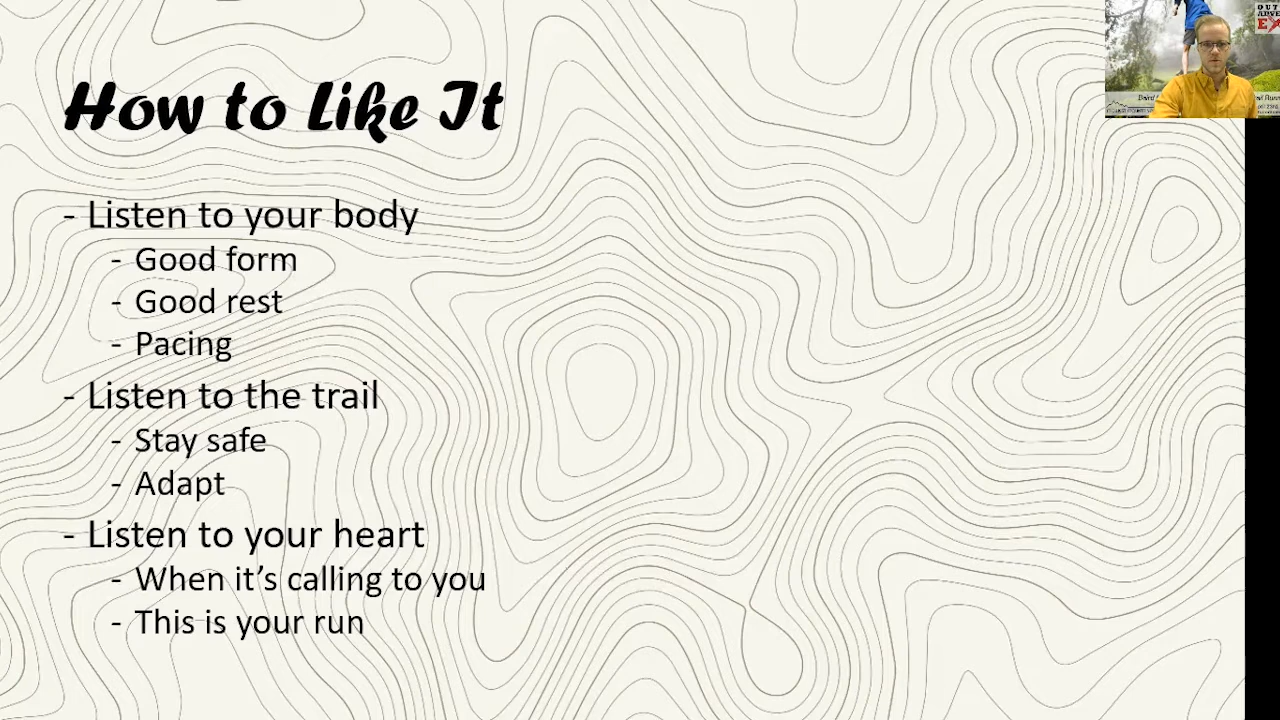 How to Like It
- Listen to your body
- Good form
- Good rest
- Pacing
- Listen to the trail
- Stay safe
- Adapt
- Listen to your heart
- When it's calling to you
- This is your run
Baird